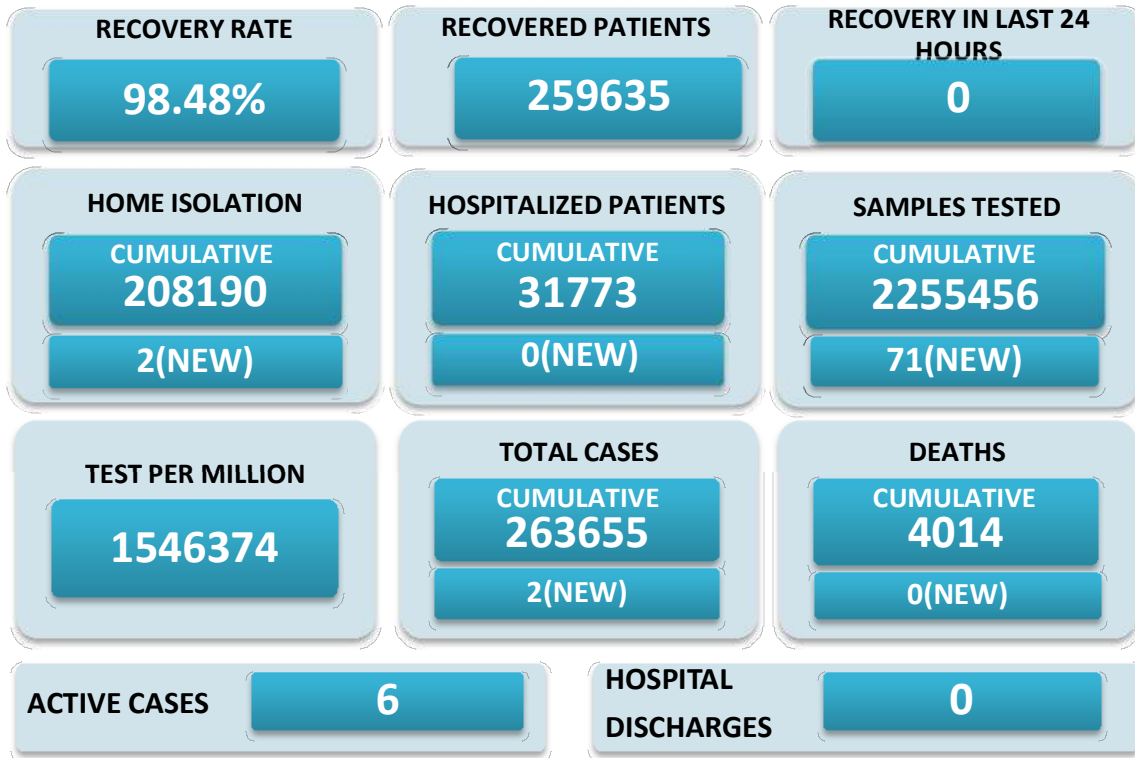 RECOVERY RATE
98.48%
RECOVERED PATIENTS
259635
RECOVERY IN LAST 24
HOURS
0
HOME ISOLATION
CUMULATIVE
208190
2(NEW)
HOSPITALIZED PATIENTS
CUMULATIVE
31773
0(NEW)
SAMPLES TESTED
CUMULATIVE
2255456
71(NEW)
TEST PER MILLION
1546374
TOTAL CASES
CUMULATIVE
263655
2(NEW)
DEATHS
CUMULATIVE
4014
0(NEW)
ACTIVE CASES
6
HOSPITAL
DISCHARGES
0